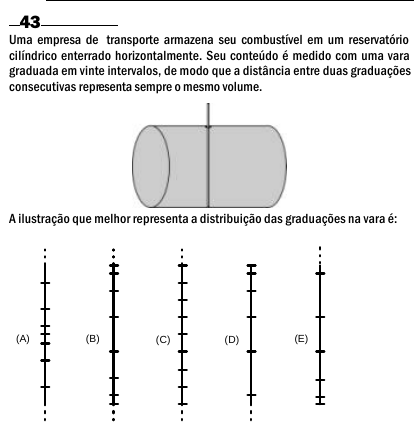 43
Uma empresa de transporte armazena seu combustível em um reservatório
cilíndrico enterrado horizontalmente. Seu conteúdo é medido com uma vara
graduada em vinte intervalos, de modo que a distância entre duas graduações
consecutivas representa sempre o mesmo volume.
A ilustração que melhor representa a distribuição das graduações na vara é:
(A) (B) (C) (D) (E)